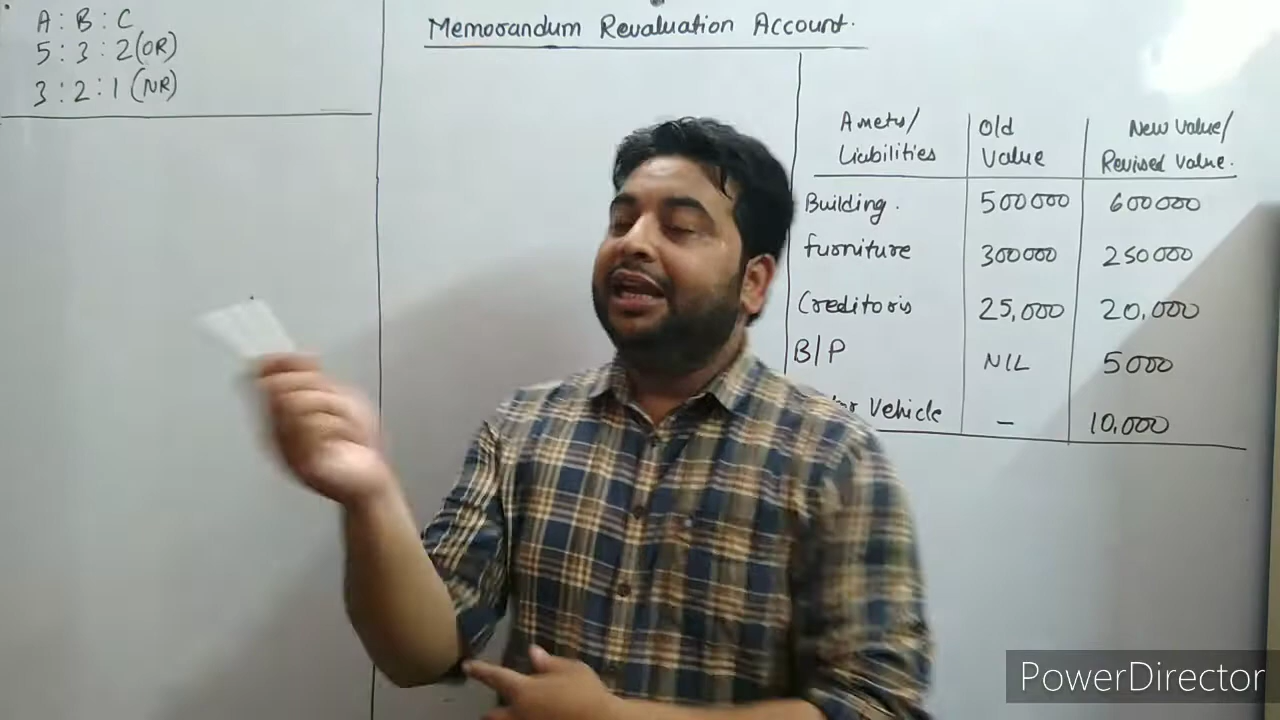 A : B : C
5 : 3 : 2 (OR)
3 : 2 : 1 (NR)
Memorandum Revaluation Account.
Assets/ Liabilities Old Value New Value/ Revised Value.
Building. 500000 600000
furniture 300000 250000
Creditors 25,000 20,000
B/P NIL 5000
Vehicle – 10,000
PowerDirector